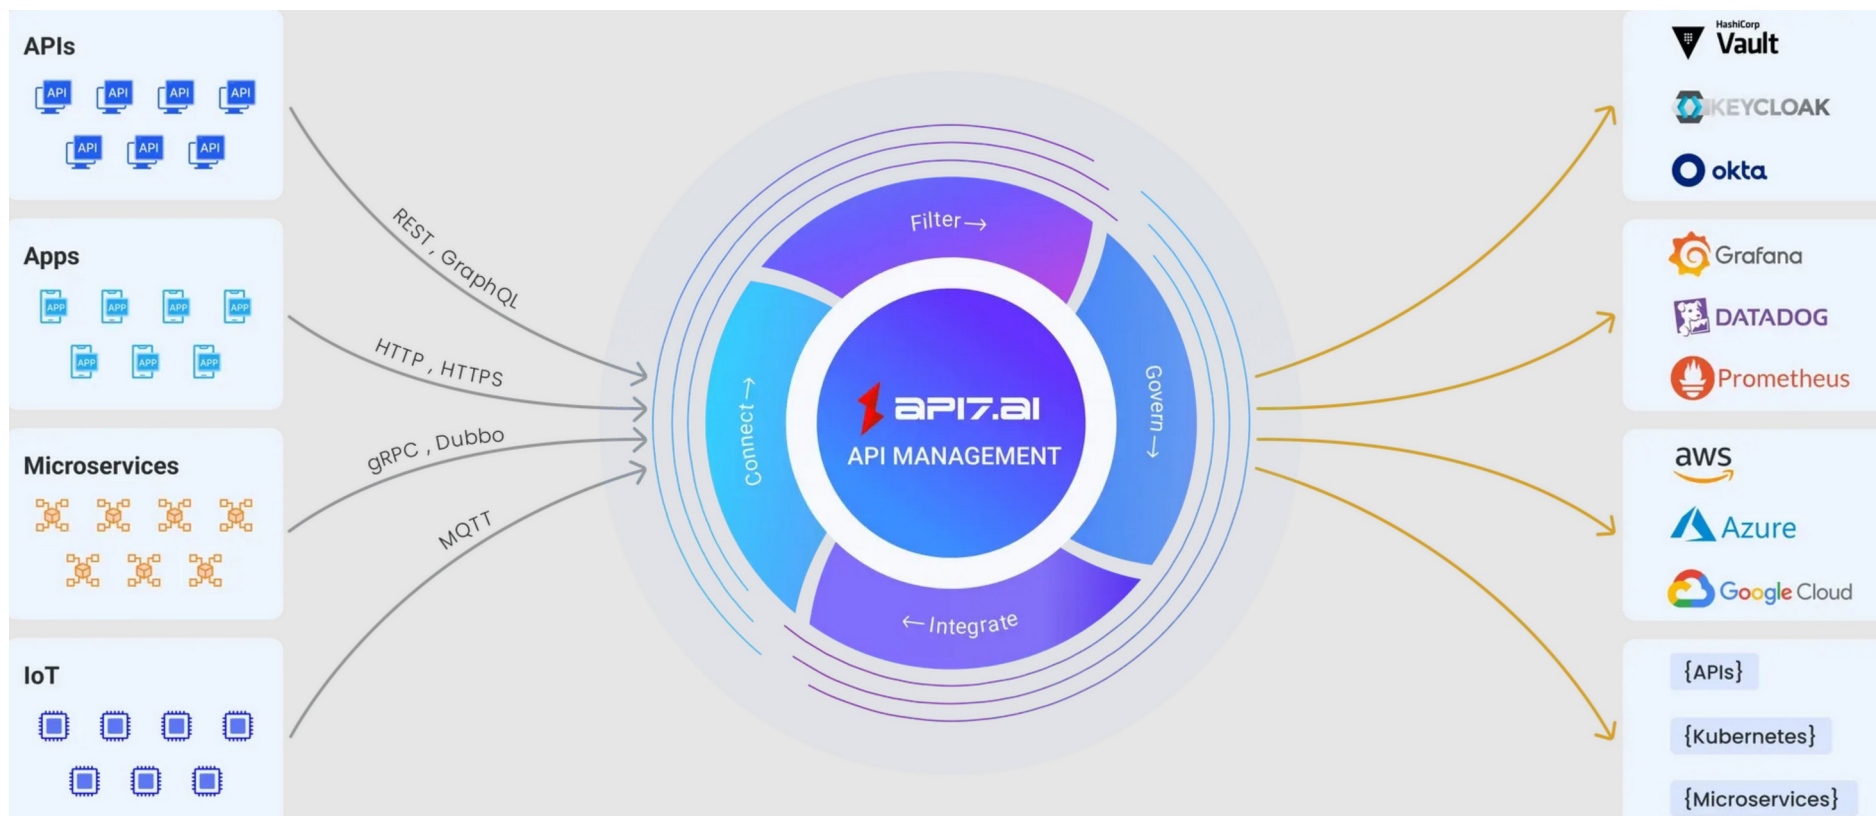 APIs
API API API API
API API API
Apps
APP APP APP APP
APP APP APP
Microservices
IoT
REST , GraphQL
HTTP , HTTPS
gRPC , Dubbo
MQTT
Filter→
Connect→
Govern→
←Integrate
API7.ai
API MANAGEMENT
HashiCorp
Vault
KEYCLOAK
okta
Grafana
DATADOG
Prometheus
aws
Azure
Google Cloud
{APIs}
{Kubernetes}
{Microservices}